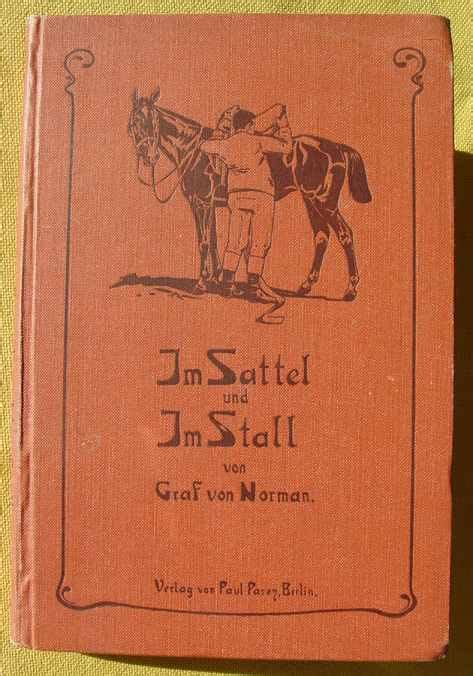 Im Sattel
und
Im Stall
von
Graf von Norman.
Verlag von Paul Parey, Berlin.